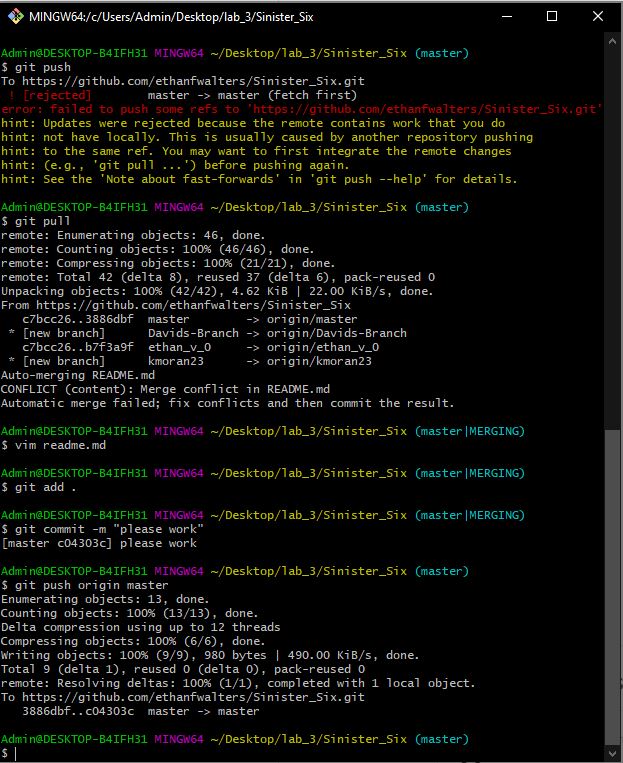 MINGW64:/c/Users/Admin/Desktop/lab_3/Sinister_Six
Admin@DESKTOP-B4IFH31 MINGW64 ~/Desktop/lab_3/Sinister_Six (master)
$ git push
To https://github.com/ethanfwalters/Sinister_Six.git
 ! [rejected]        master -> master (fetch first)
error: failed to push some refs to 'https://github.com/ethanfwalters/Sinister_Six.git'
hint: Updates were rejected because the remote contains work that you do
hint: not have locally. This is usually caused by another repository pushing
hint: to the same ref. You may want to first integrate the remote changes
hint: (e.g., 'git pull ...') before pushing again.
hint: See the 'Note about fast-forwards' in 'git push --help' for details.
Admin@DESKTOP-B4IFH31 MINGW64 ~/Desktop/lab_3/Sinister_Six (master)
$ git pull
remote: Enumerating objects: 46, done.
remote: Counting objects: 100% (46/46), done.
remote: Compressing objects: 100% (21/21), done.
remote: Total 42 (delta 8), reused 37 (delta 6), pack-reused 0
Unpacking objects: 100% (42/42), 4.62 KiB | 22.00 KiB/s, done.
From https://github.com/ethanfwalters/Sinister_Six
   c7bcc26..3886dbf  master        -> origin/master
 * [new branch]      Davids-Branch -> origin/Davids-Branch
   c7bcc26..b7f3a9f  ethan_v_0     -> origin/ethan_v_0
 * [new branch]      kmoran23      -> origin/kmoran23
Auto-merging README.md
CONFLICT (content): Merge conflict in README.md
Automatic merge failed; fix conflicts and then commit the result.
Admin@DESKTOP-B4IFH31 MINGW64 ~/Desktop/lab_3/Sinister_Six (master|MERGING)
$ vim readme.md
Admin@DESKTOP-B4IFH31 MINGW64 ~/Desktop/lab_3/Sinister_Six (master|MERGING)
$ git add .
Admin@DESKTOP-B4IFH31 MINGW64 ~/Desktop/lab_3/Sinister_Six (master|MERGING)
$ git commit -m "please work"
[master c04303c] please work
Admin@DESKTOP-B4IFH31 MINGW64 ~/Desktop/lab_3/Sinister_Six (master)
$ git push origin master
Enumerating objects: 13, done.
Counting objects: 100% (13/13), done.
Delta compression using up to 12 threads
Compressing objects: 100% (6/6), done.
Writing objects: 100% (9/9), 980 bytes | 490.00 KiB/s, done.
Total 9 (delta 1), reused 0 (delta 0), pack-reused 0
remote: Resolving deltas: 100% (1/1), completed with 1 local object.
To https://github.com/ethanfwalters/Sinister_Six.git
   3886dbf..c04303c  master -> master
Admin@DESKTOP-B4IFH31 MINGW64 ~/Desktop/lab_3/Sinister_Six (master)
$